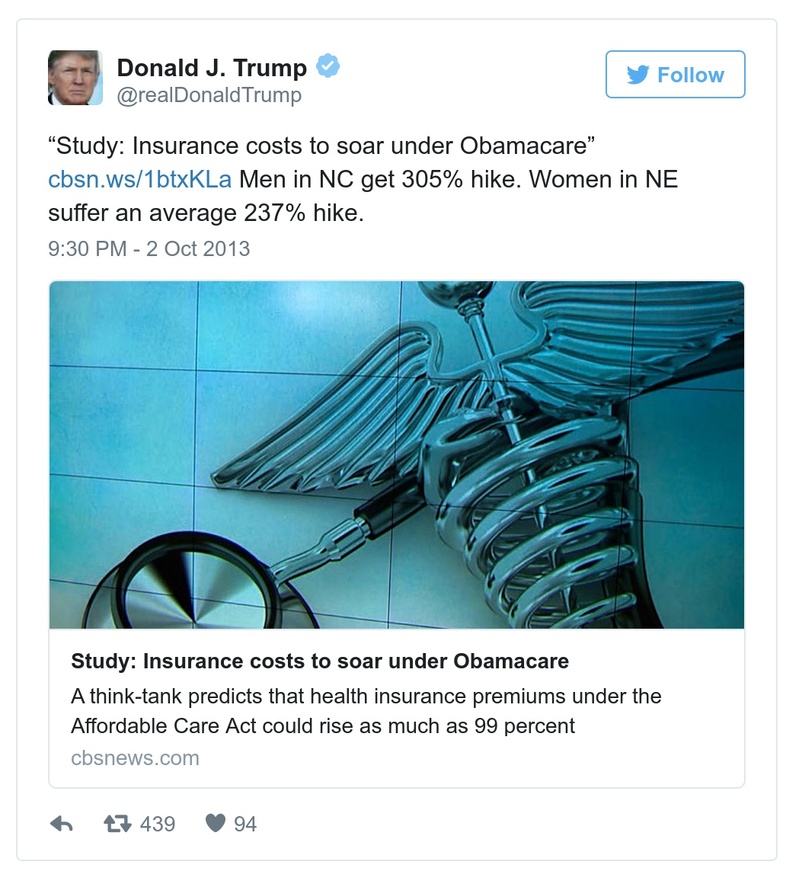 Donald J. Trump
@realDonaldTrump
Follow
“Study: Insurance costs to soar under Obamacare”
cbsn.ws/1btxKLa Men in NC get 305% hike. Women in NE
suffer an average 237% hike.
9:30 PM - 2 Oct 2013
Study: Insurance costs to soar under Obamacare
A think-tank predicts that health insurance premiums under the
Affordable Care Act could rise as much as 99 percent
cbsnews.com
439 94